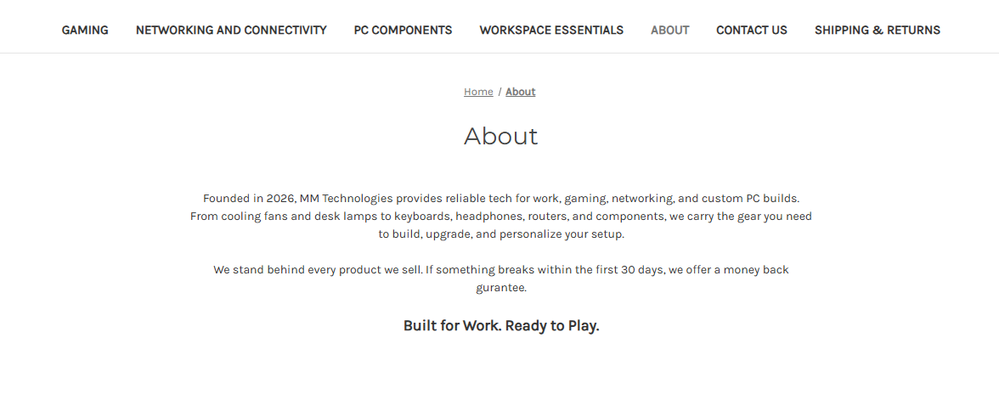 GAMING NETWORKING AND CONNECTIVITY PC COMPONENTS WORKSPACE ESSENTIALS ABOUT CONTACT US SHIPPING & RETURNS
Home / About
About
Founded in 2026, MM Technologies provides reliable tech for work, gaming, networking, and custom PC builds.
From cooling fans and desk lamps to keyboards, headphones, routers, and components, we carry the gear you need
to build, upgrade, and personalize your setup.
We stand behind every product we sell. If something breaks within the first 30 days, we offer a money back
gurantee.
Built for Work. Ready to Play.